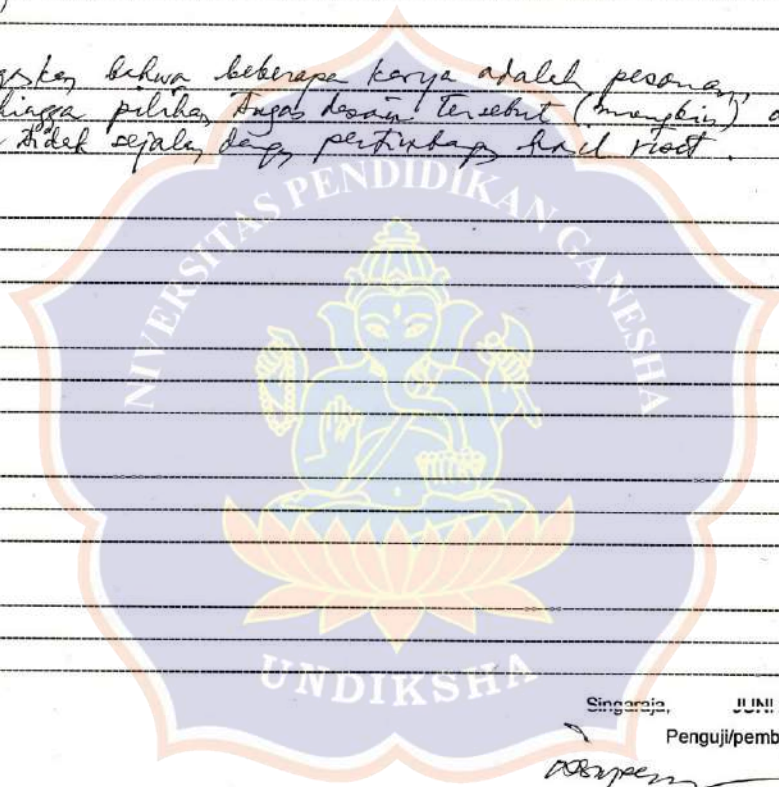 )
bahwa beberapa karya adalah pesanan,
hingga pilihan tugas desain tersebut (mungkin) a
tidak sejalan dengan pertimbangan hasil riset.
UNIVERSITAS PENDIDIKAN GANESHA
UNDIKSHA
Singaraja, JUNI
Penguji/pemb